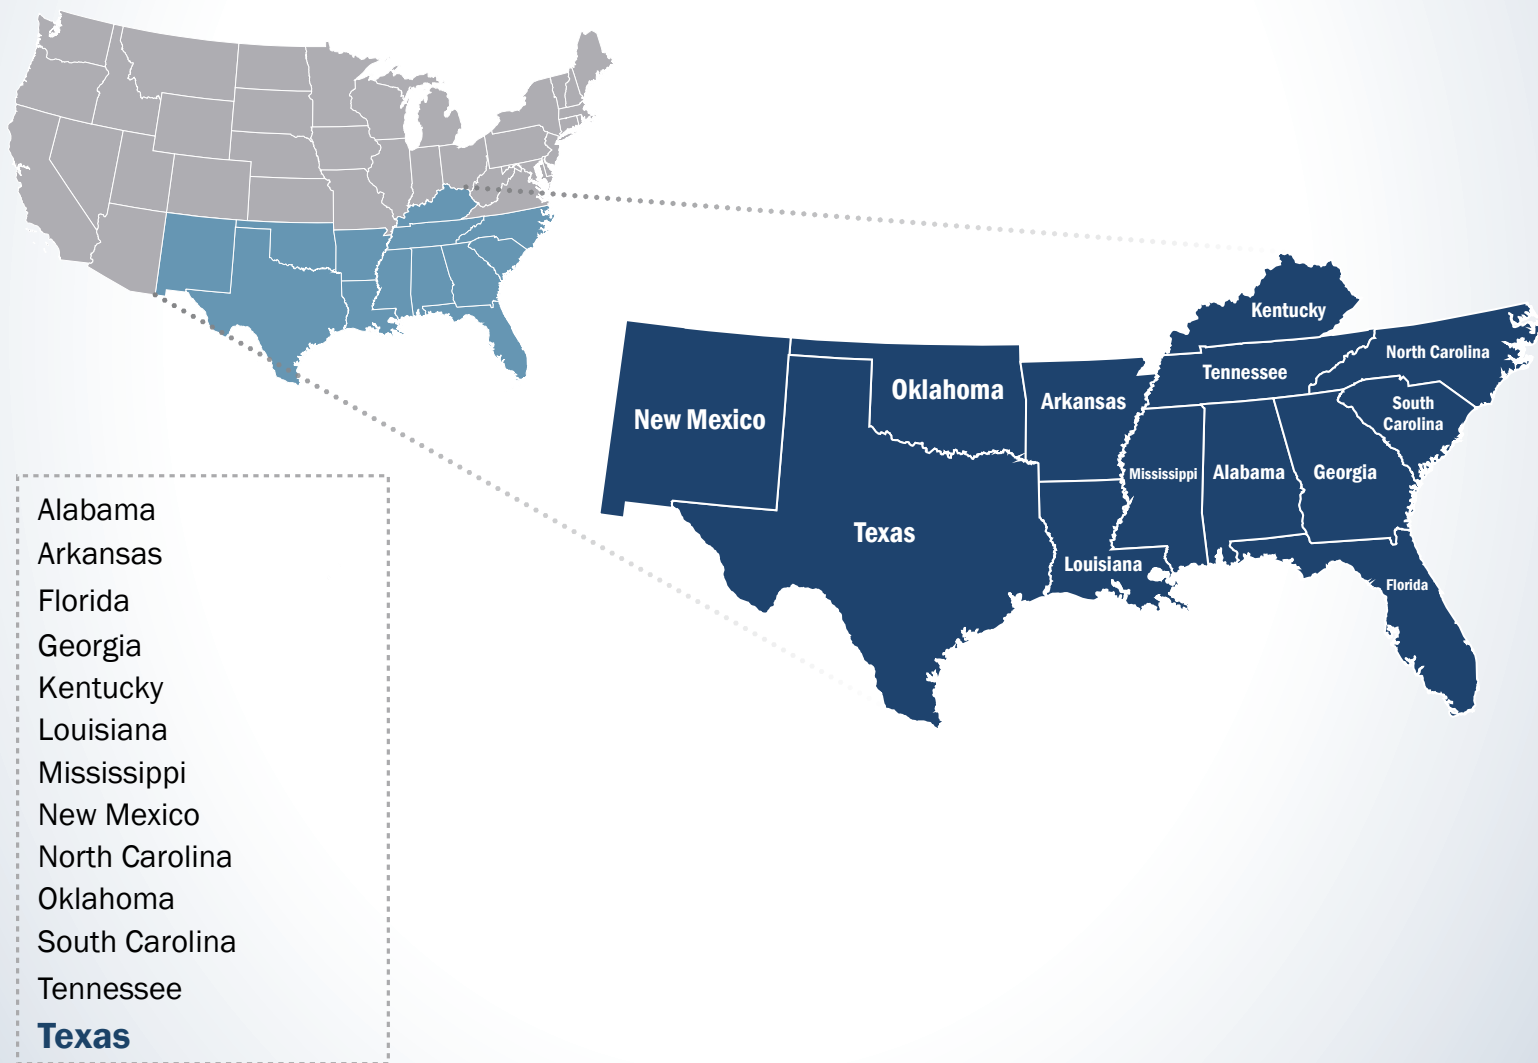 Kentucky
North Carolina
Tennessee
Oklahoma
Arkansas
New Mexico
South
Carolina
Mississippi
Alabama
Georgia
Texas
Louisiana
Florida
Alabama
Arkansas
Florida
Georgia
Kentucky
Louisiana
Mississippi
New Mexico
North Carolina
Oklahoma
South Carolina
Tennessee
Texas